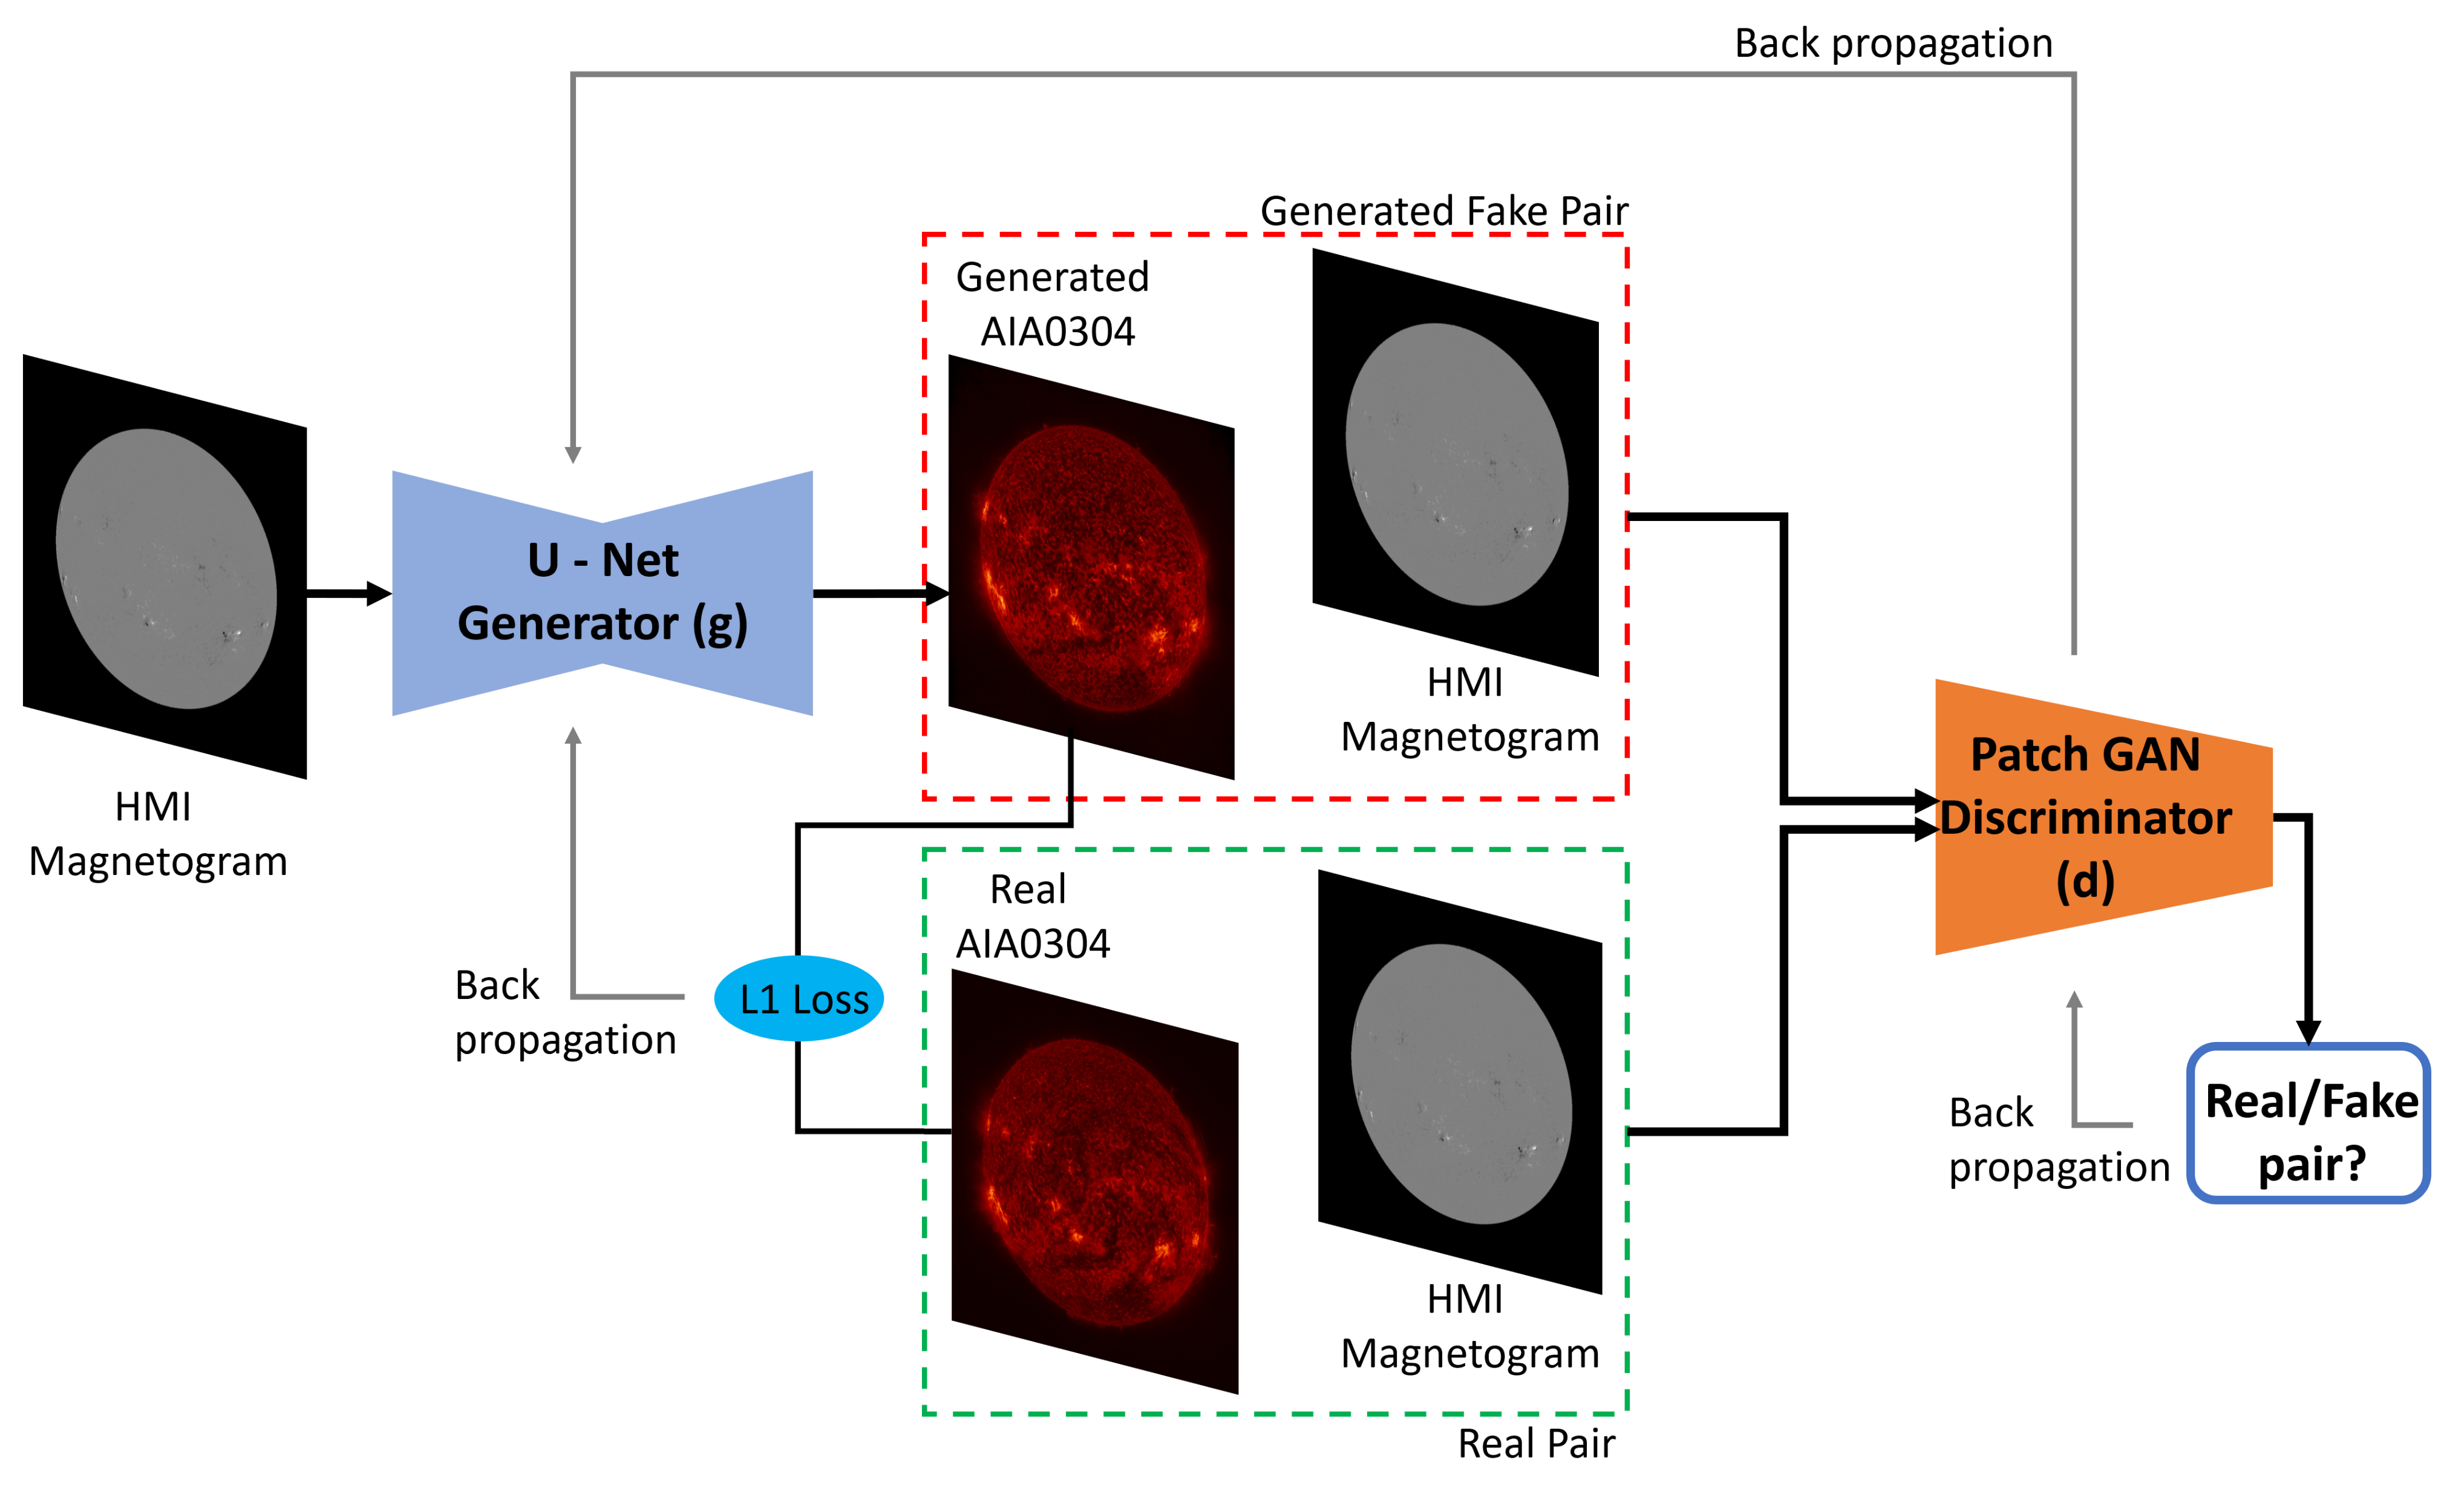 Back propagation
Generated Fake Pair
Generated
AIA0304
HMI
Magnetogram
U - Net
Generator (g)
HMI
Magnetogram
Patch GAN
Discriminator
(d)
Real
AIA0304
L1 Loss
Back
propagation
HMI
Magnetogram
Real Pair
Back
propagation
Real/Fake
pair?